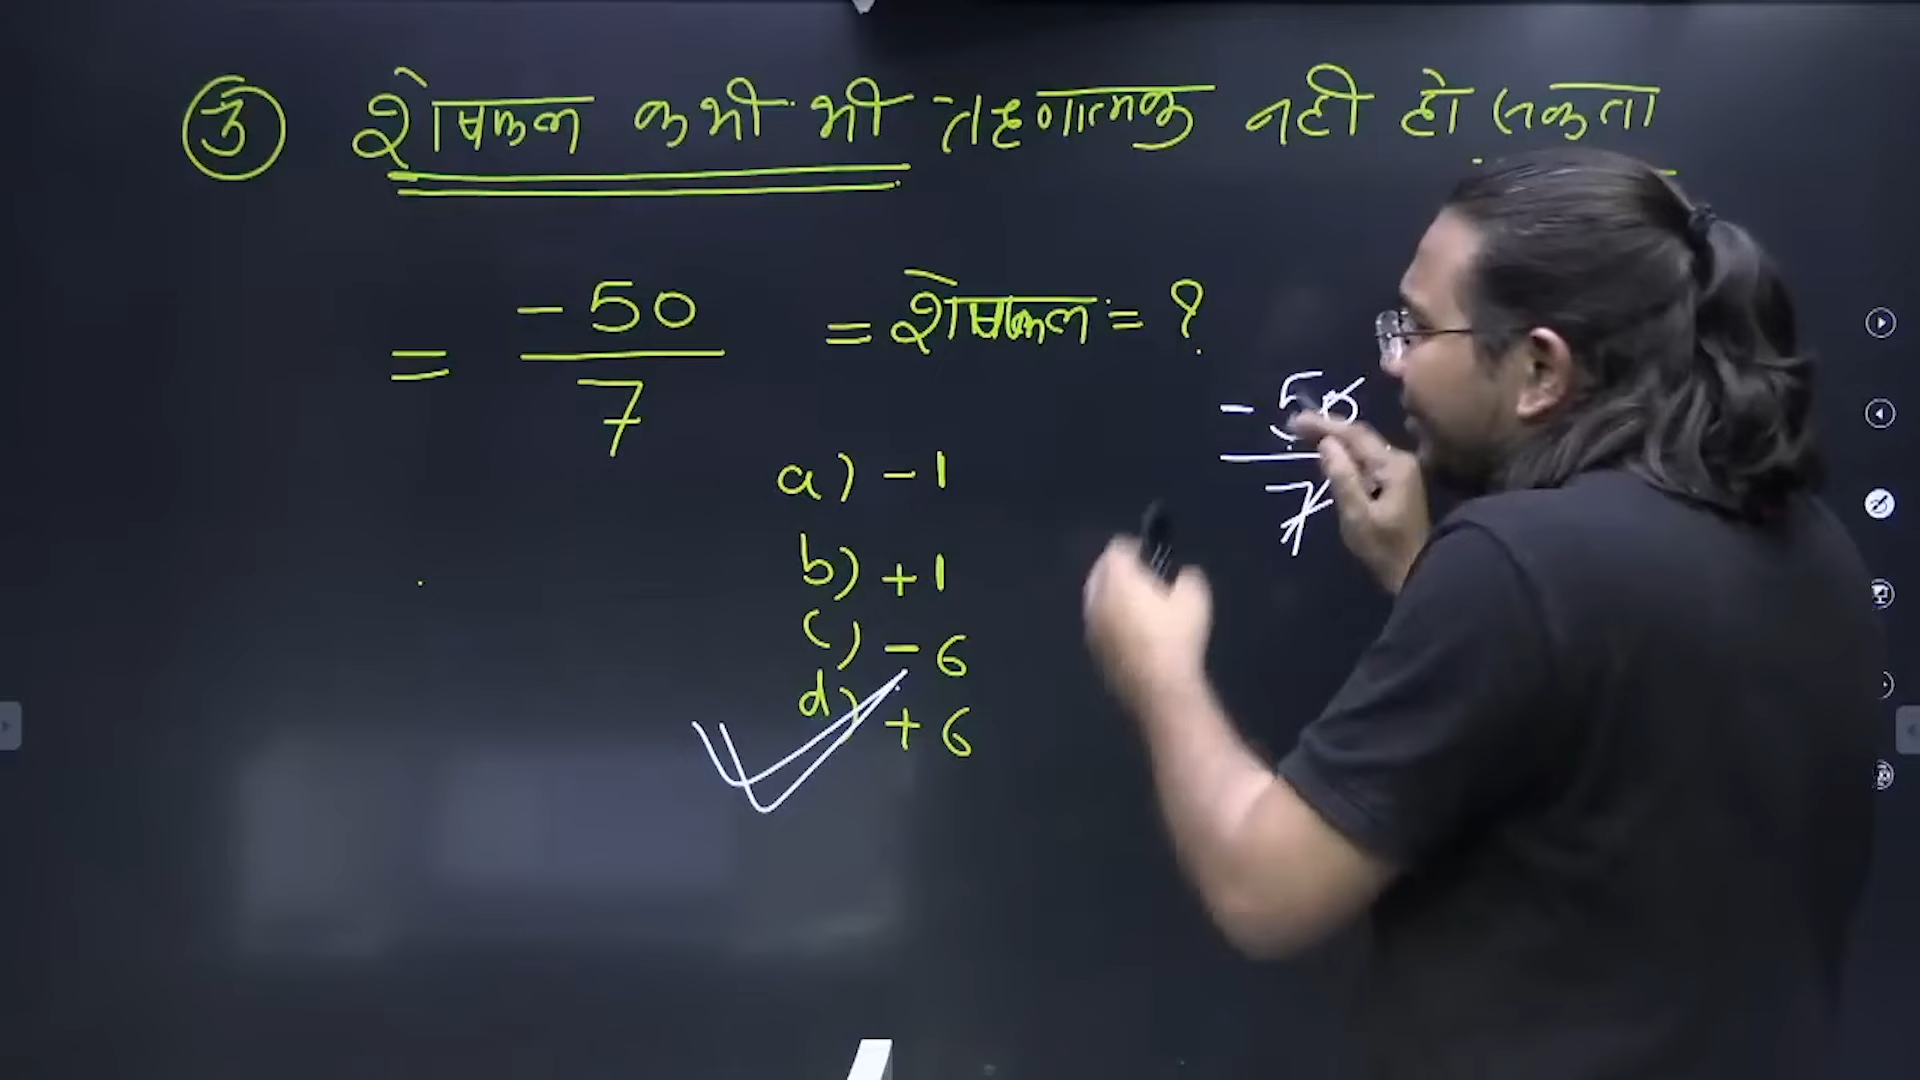 ③ शेषफल कभी भी ऋणात्मक नहीं हो सकता
= -50/7 = शेषफल = ?
-50/7
a) -1
b) +1
c) -6
d) +6